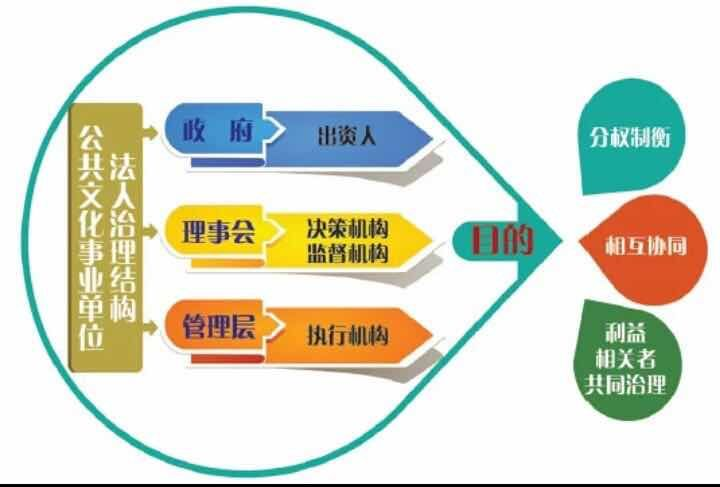 公共文化事业单位
法人治理结构
政府
出资人
理事会
决策机构
监督机构
管理层
执行机构
目的
分权制衡
相互协同
利益
相关者
共同治理